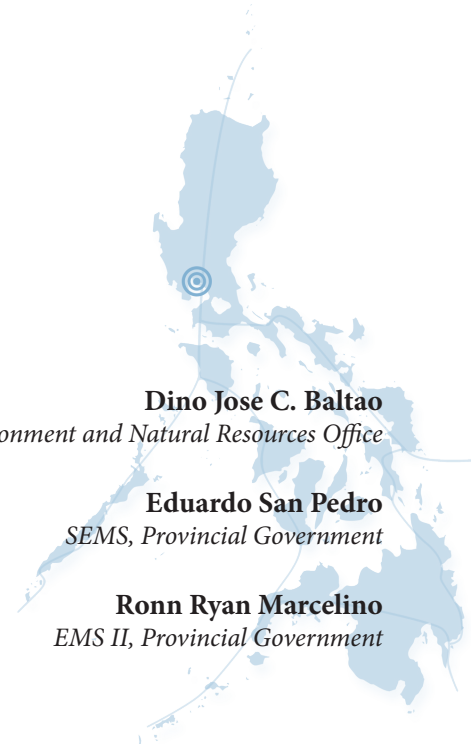 Dino Jose C. Baltao
onment and Natural Resources Office
Eduardo San Pedro
SEMS, Provincial Government
Ronn Ryan Marcelino
EMS II, Provincial Government